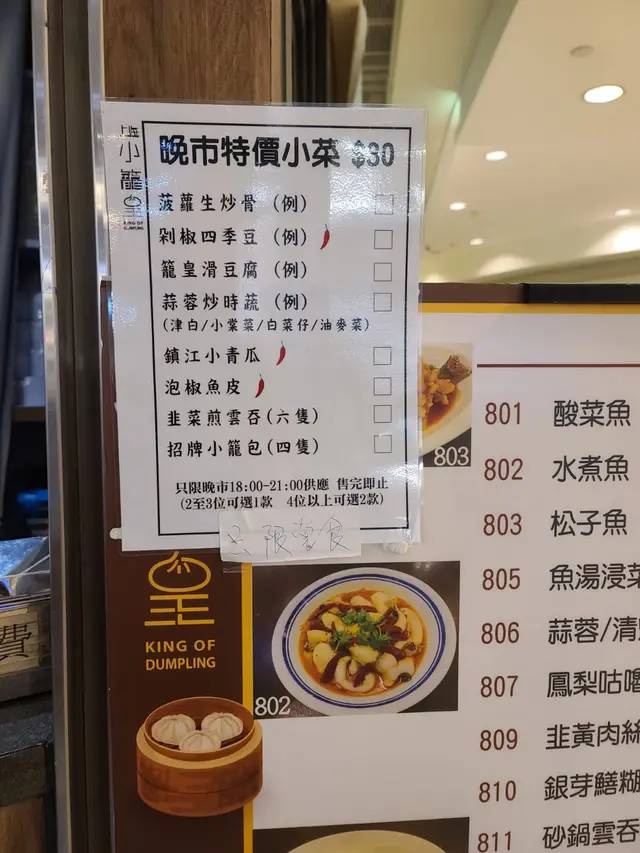 小籠皇
KING OF
DUMPLING
晚市特價小菜 $30
菠蘿生炒骨 (例)
剁椒四季豆 (例)
籠皇滑豆腐 (例)
蒜蓉炒時蔬 (例)
(津白/小棠菜/白菜仔/油麥菜)
鎮江小青瓜
泡椒魚皮
韭菜煎雲吞(六隻)
招牌小籠包(四隻)
只限晚市18:00-21:00供應 售完即止
(2至3位可選1款 4位以上可選2款)
只限堂食
KING OF
DUMPLING
803
802
801 酸菜魚
802 水煮魚
803 松子魚
805 魚湯浸菜
806 蒜蓉/清
807 鳳梨咕嚕
809 韭黃肉絲
810 銀芽鱔糊
811 砂鍋雲吞
費